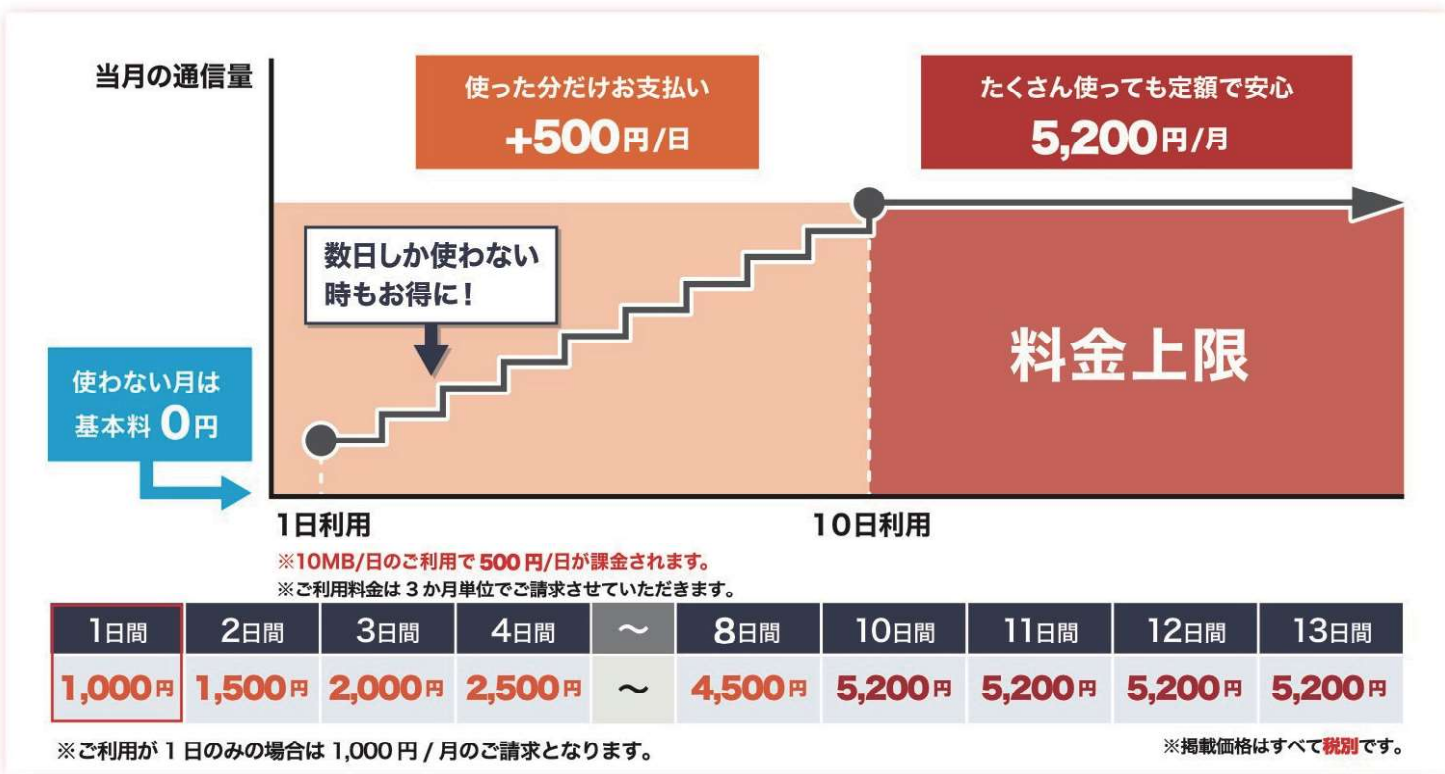 当月の通信量
使った分だけお支払い
+500円/日
たくさん使っても定額で安心
5,200円/月
数日しか使わない
時もお得に!
料金上限
使わない月は
基本料 0円
1日利用
10日利用
※10MB/日のご利用で 500 円/日が課金されます。
※ご利用料金は 3 か月単位でご請求させていただきます。
1日間 2日間 3日間 4日間 〜 8日間 10日間 11日間 12日間 13日間
1,000円 1,500円 2,000円 2,500円 〜 4,500円 5,200円 5,200円 5,200円 5,200円
※ご利用が 1 日のみの場合は 1,000 円 / 月のご請求となります。
※掲載価格はすべて税別です。